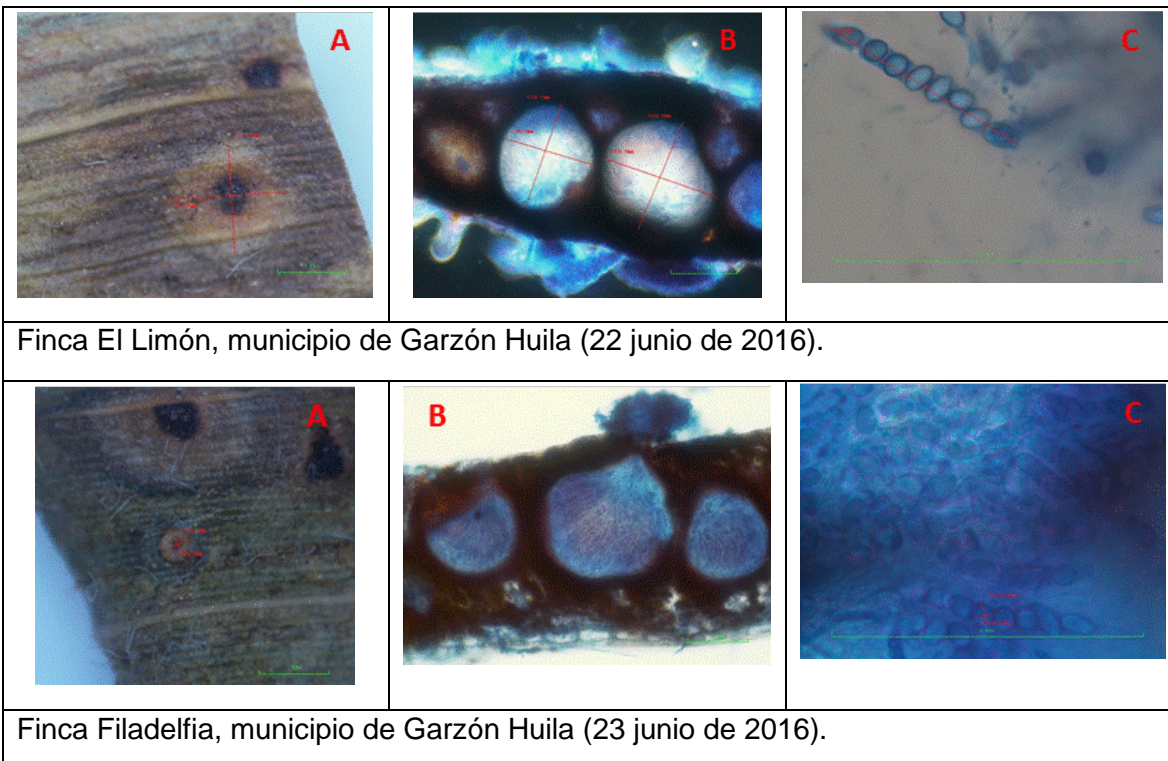 A
B
C
Finca El Limón, municipio de Garzón Huila (22 junio de 2016).
A
B
C
Finca Filadelfia, municipio de Garzón Huila (23 junio de 2016).